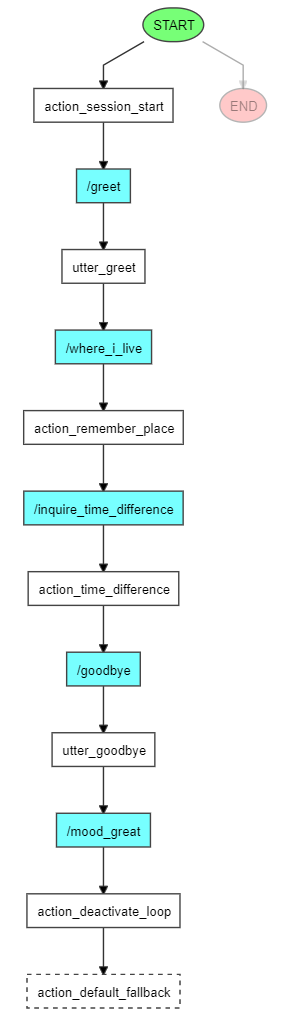 START
action_session_start
END
/greet
utter_greet
/where_i_live
action_remember_place
/inquire_time_difference
action_time_difference
/goodbye
utter_goodbye
/mood_great
action_deactivate_loop
action_default_fallback